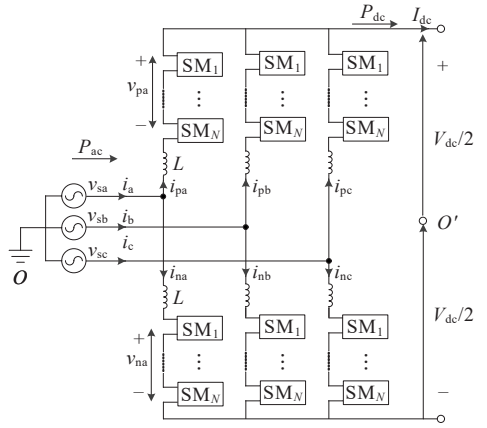 P_dc I_dc
+ SM_1 SM_1 SM_1 +
v_pa ⋮ ⋮ ⋮
− SM_N SM_N SM_N V_dc/2
P_ac L
v_sa i_a i_pa i_pb i_pc
v_sb i_b O'
v_sc i_c
O i_na i_nb i_nc
L V_dc/2
+ SM_1 SM_1 SM_1
v_na ⋮ ⋮ ⋮
− SM_N SM_N SM_N −